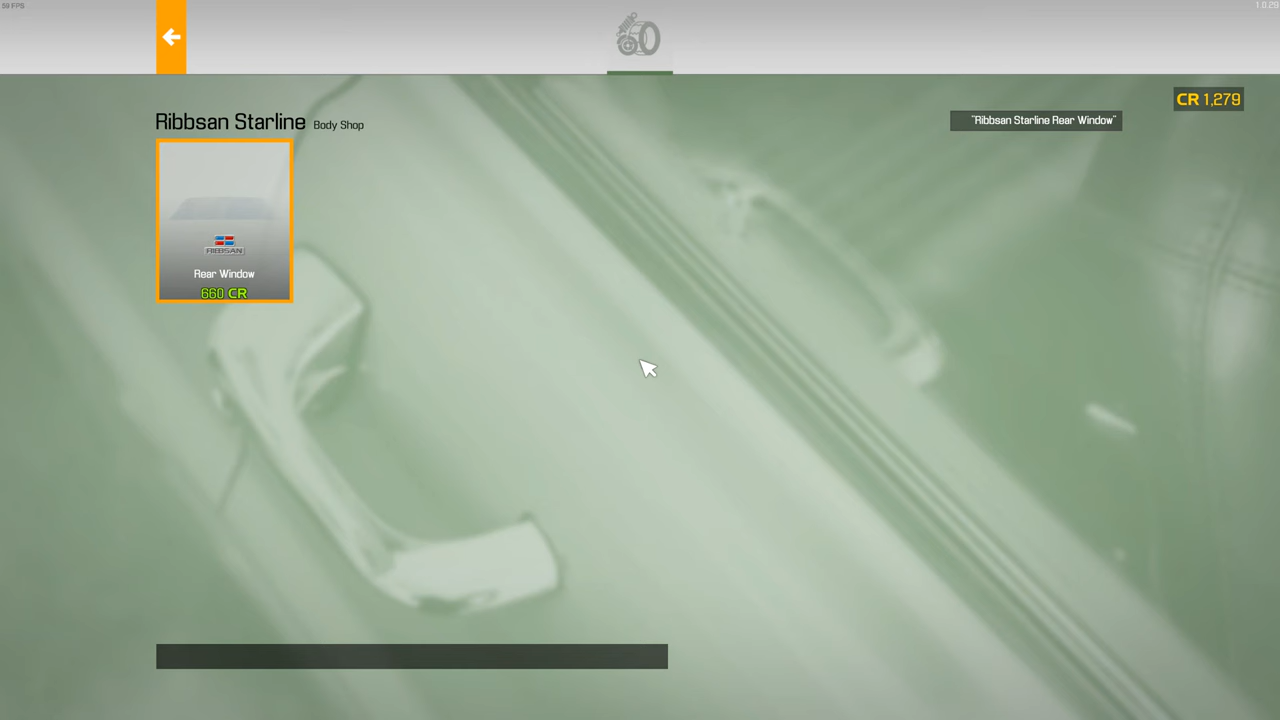 59 FPS
1.0.29
CR 1,279
Ribbsan Starline Body Shop
"Ribbsan Starline Rear Window"
RIBBSAN
Rear Window
660 CR